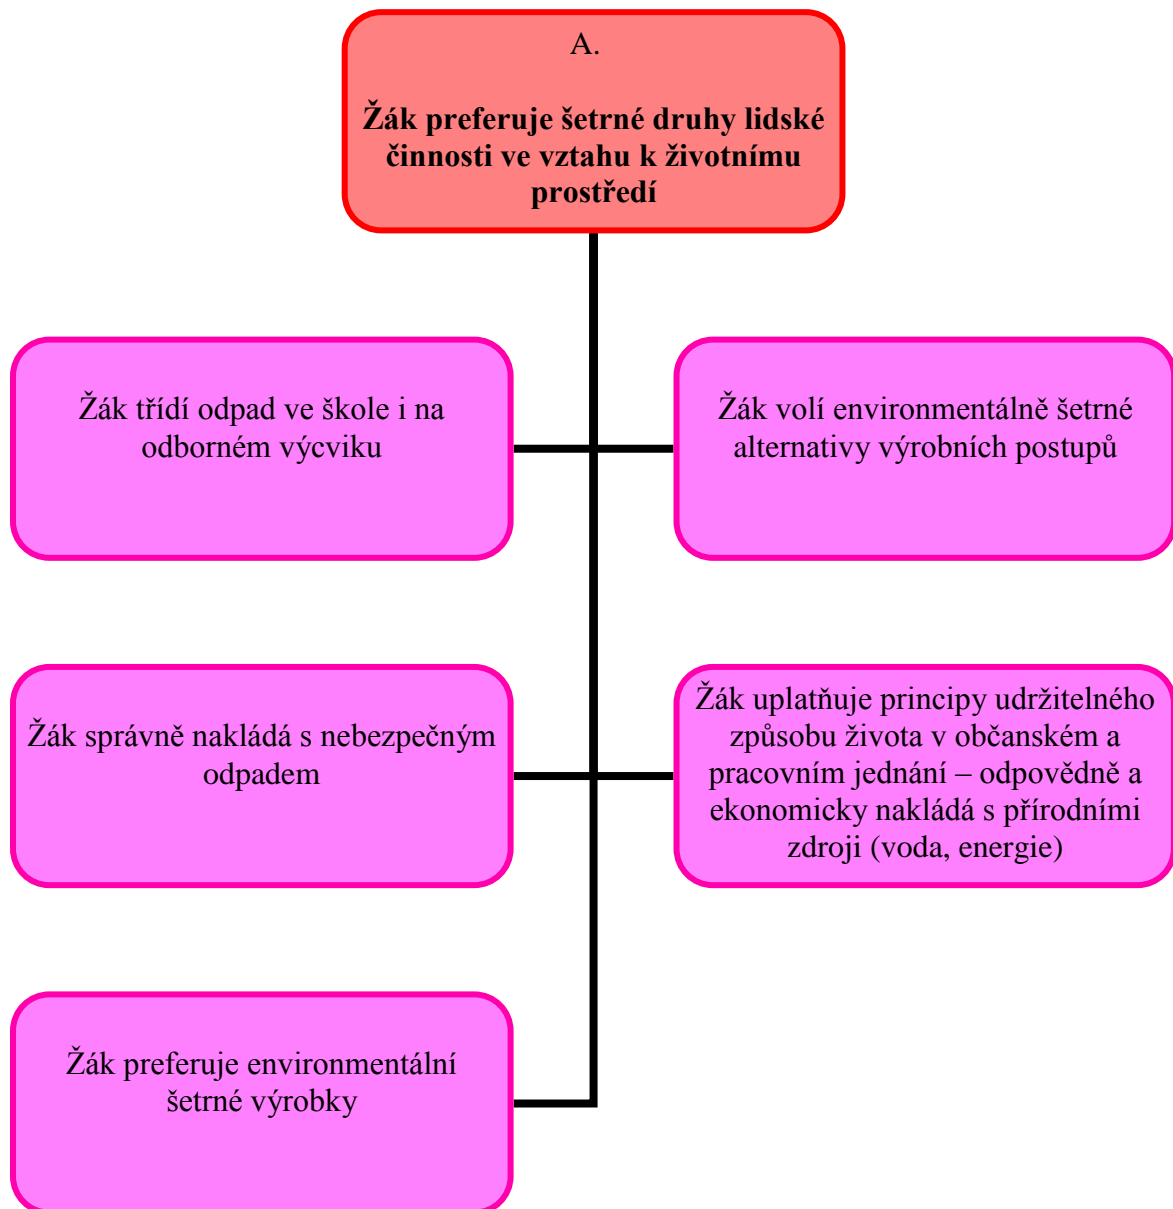 A.
Žák preferuje šetrné druhy lidské
činnosti ve vztahu k životnímu
prostředí
Žák třídí odpad ve škole i na
odborném výcviku
Žák volí environmentálně šetrné
alternativy výrobních postupů
Žák správně nakládá s nebezpečným
odpadem
Žák uplatňuje principy udržitelného
způsobu života v občanském a
pracovním jednání – odpovědně a
ekonomicky nakládá s přírodními
zdroji (voda, energie)
Žák preferuje environmentální
šetrné výrobky